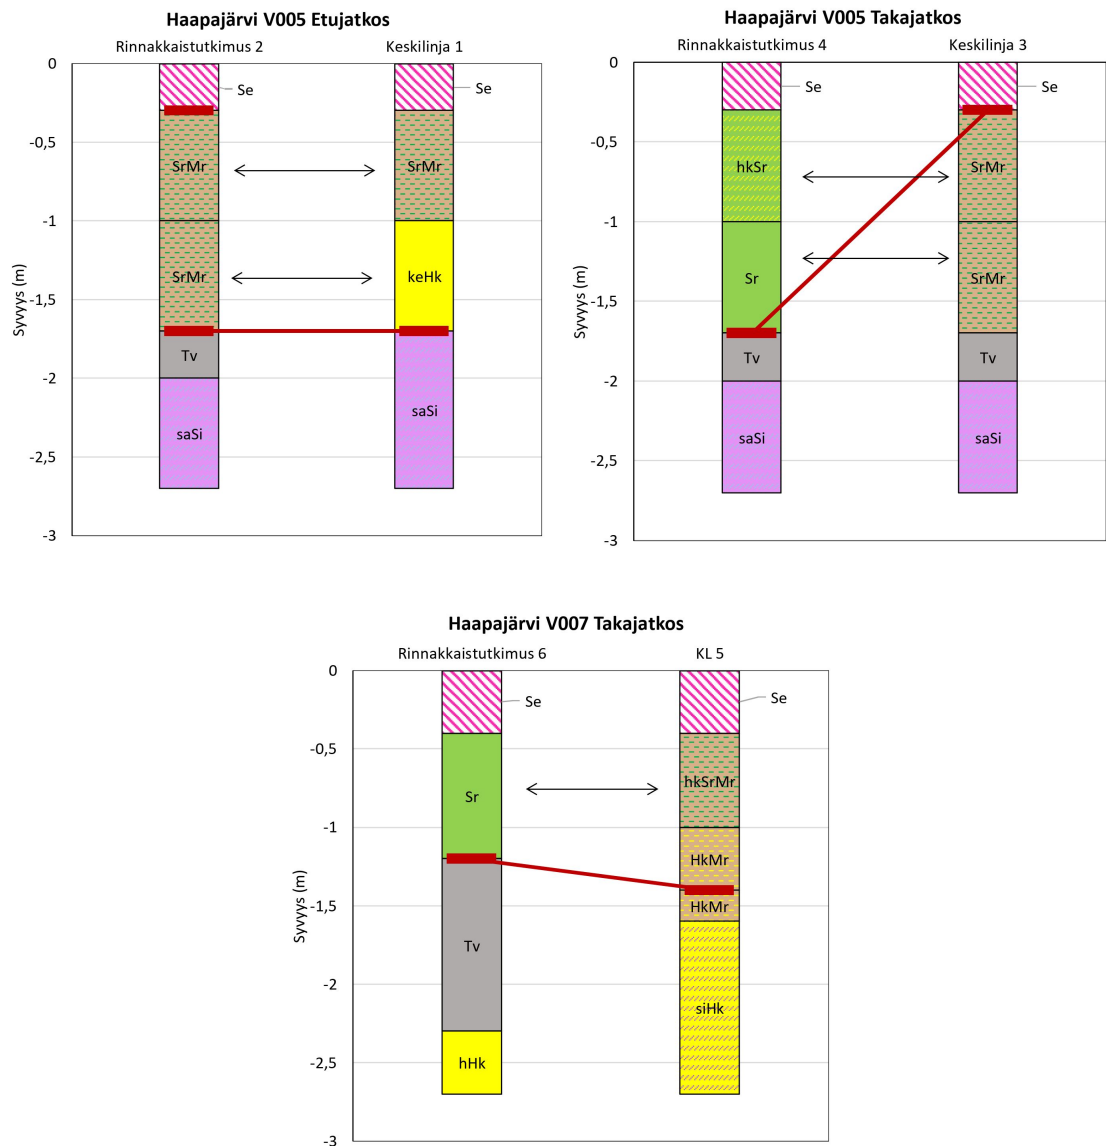 Haapajärvi V005 Etujatkos
Rinnakkaistutkimus 2
Keskilinja 1
0
-0,5
-1
-1,5
-2
-2,5
-3
Syvyys (m)
Se
Se
SrMr
SrMr
SrMr
keHk
Tv
saSi
saSi
Haapajärvi V005 Takajatkos
Rinnakkaistutkimus 4
Keskilinja 3
0
-0,5
-1
-1,5
-2
-2,5
-3
Syvyys (m)
Se
Se
hkSr
SrMr
Sr
SrMr
Tv
Tv
saSi
saSi
Haapajärvi V007 Takajatkos
Rinnakkaistutkimus 6
KL 5
0
-0,5
-1
-1,5
-2
-2,5
-3
Syvyys (m)
Se
Se
Sr
hkSrMr
HkMr
HkMr
Tv
siHk
hHk